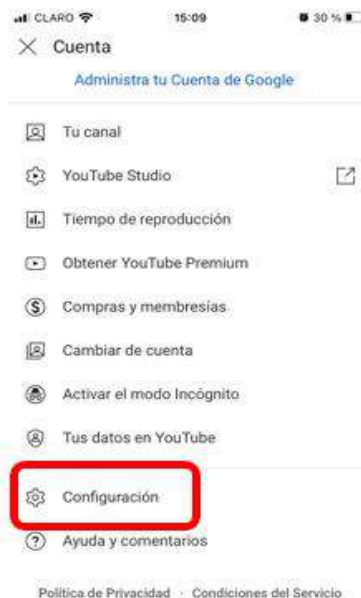 CLARO 15:09 30 %
Cuenta
Administra tu Cuenta de Google
Tu canal
YouTube Studio
Tiempo de reproducción
Obtener YouTube Premium
Compras y membresías
Cambiar de cuenta
Activar el modo Incógnito
Tus datos en YouTube
Configuración
Ayuda y comentarios
Política de Privacidad · Condiciones del Servicio